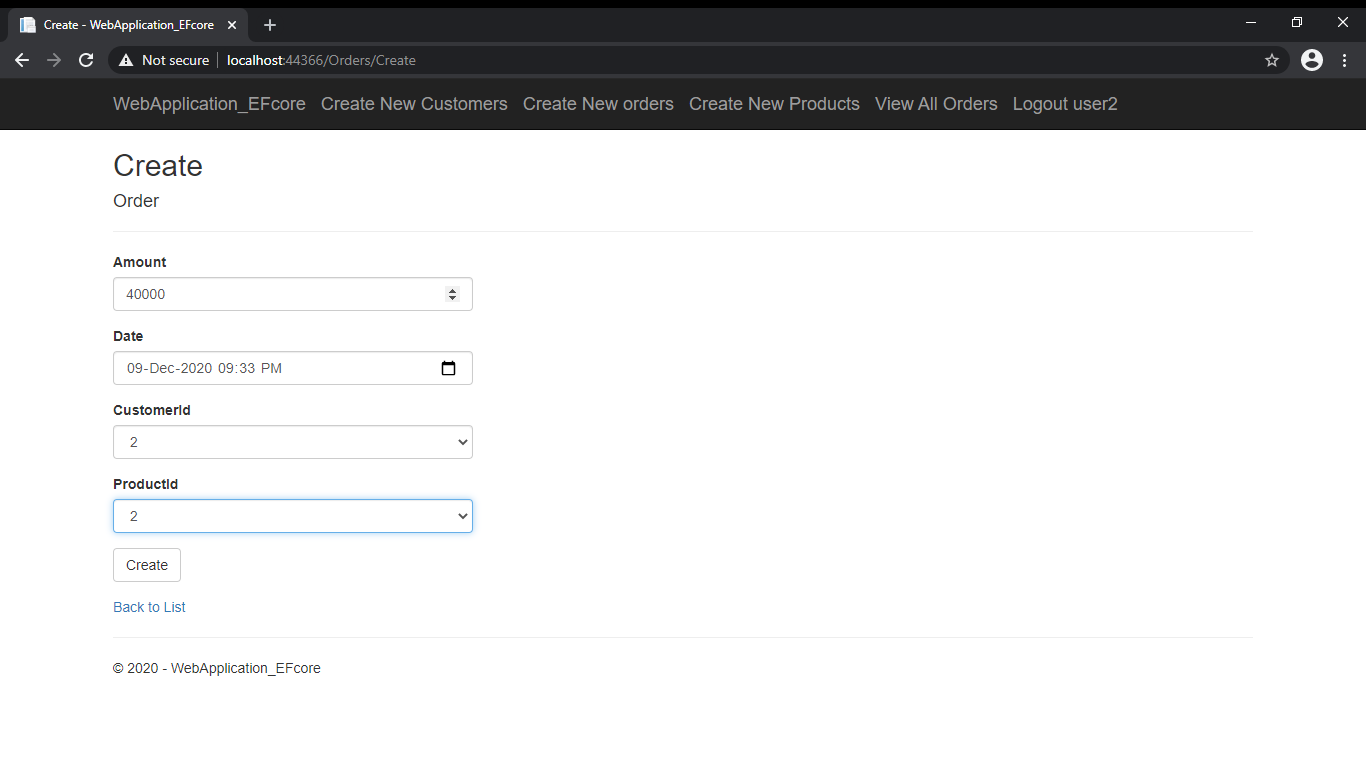 Create - WebApplication_EFcore
Not secure localhost:44366/Orders/Create
WebApplication_EFcore Create New Customers Create New orders Create New Products View All Orders Logout user2
Create
Order
Amount
40000
Date
09-Dec-2020 09:33 PM
CustomerId
2
ProductId
2
Create
Back to List
© 2020 - WebApplication_EFcore